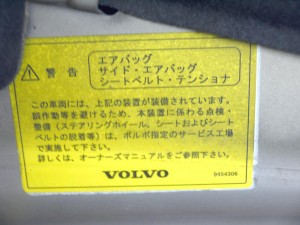 警告
エアバッグ
サイド・エアバッグ
シートベルト・テンショナ
この車両には、上記の装置が装備されています。
誤作動等を避けるため、本装置に係わる点検・
整備(ステアリングホイール、シートおよびシート
ベルトの脱着等)は、ボルボ指定のサービス工場
で実施して下さい。
詳しくは、オーナーズマニュアルをご参照下さい。
VOLVO
9454306